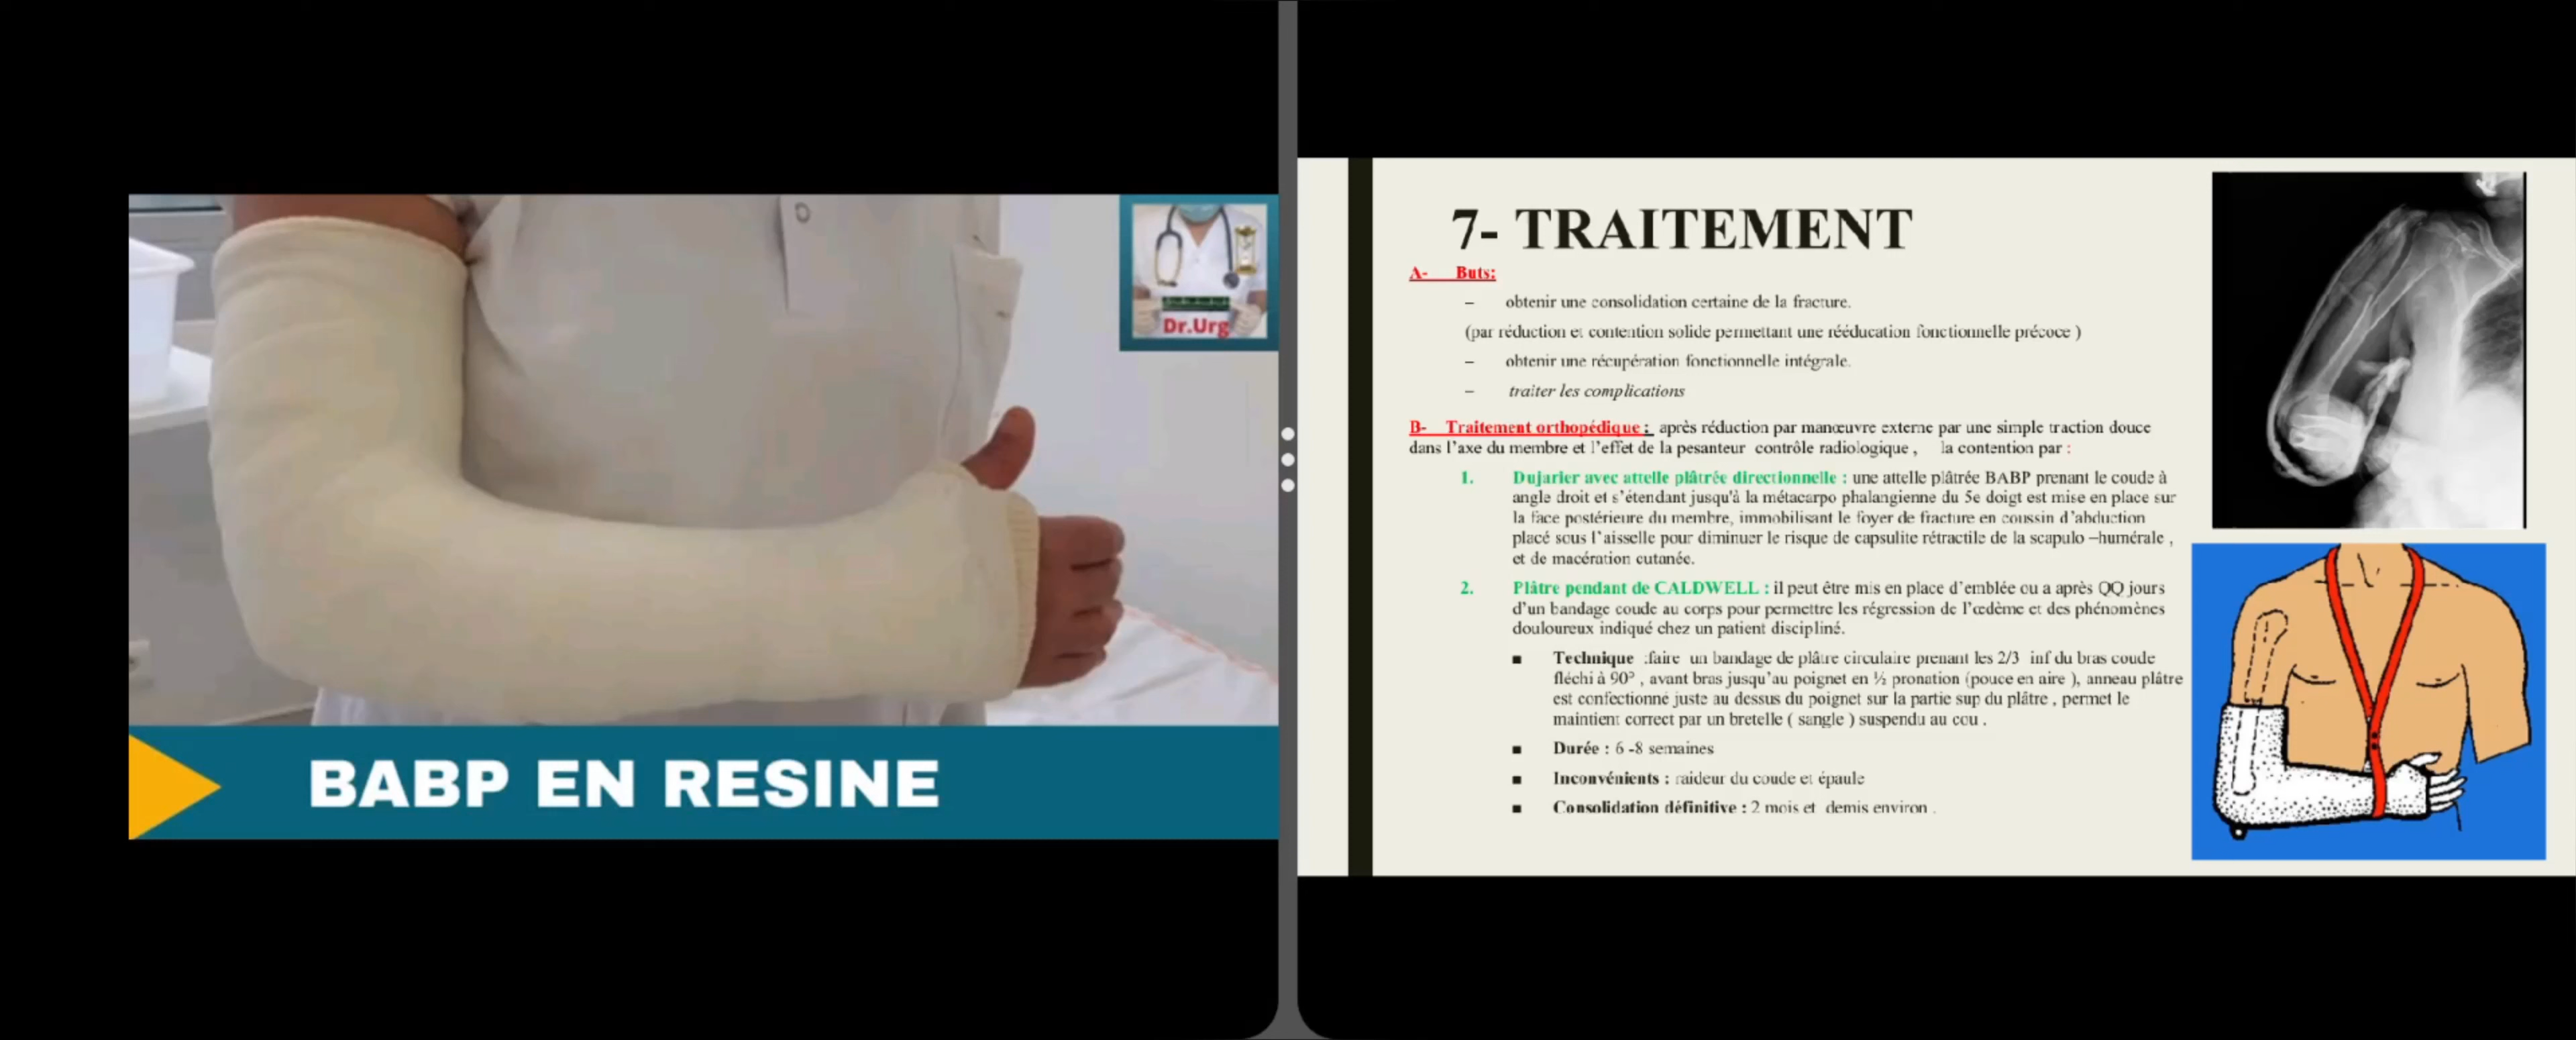 Dr.Urg
BABP EN RESINE
7- TRAITEMENT
A- Buts:
– obtenir une consolidation certaine de la fracture.
(par réduction et contention solide permettant une rééducation fonctionnelle précoce )
– obtenir une récupération fonctionnelle intégrale.
– traiter les complications
B- Traitement orthopédique : après réduction par manœuvre externe par une simple traction douce
dans l’axe du membre et l’effet de la pesanteur contrôle radiologique , la contention par :
1. Dujarier avec attelle plâtrée directionnelle : une attelle plâtrée BABP prenant le coude à
angle droit et s’étendant jusqu'à la métacarpo phalangienne du 5e doigt est mise en place sur
la face postérieure du membre, immobilisant le foyer de fracture en coussin d’abduction
placé sous l’aisselle pour diminuer le risque de capsulite rétractile de la scapulo –humérale ,
et de macération cutanée.
2. Plâtre pendant de CALDWELL : il peut être mis en place d’emblée ou a après QQ jours
d’un bandage coude au corps pour permettre les régression de l’œdème et des phénomènes
douloureux indiqué chez un patient discipliné.
▪ Technique :faire un bandage de plâtre circulaire prenant les 2/3 inf du bras coude
fléchi à 90° , avant bras jusqu’au poignet en ½ pronation (pouce en aire ), anneau plâtre
est confectionné juste au dessus du poignet sur la partie sup du plâtre , permet le
maintient correct par un bretelle ( sangle ) suspendu au cou .
▪ Durée : 6 -8 semaines
▪ Inconvénients : raideur du coude et épaule
▪ Consolidation définitive : 2 mois et demis environ .